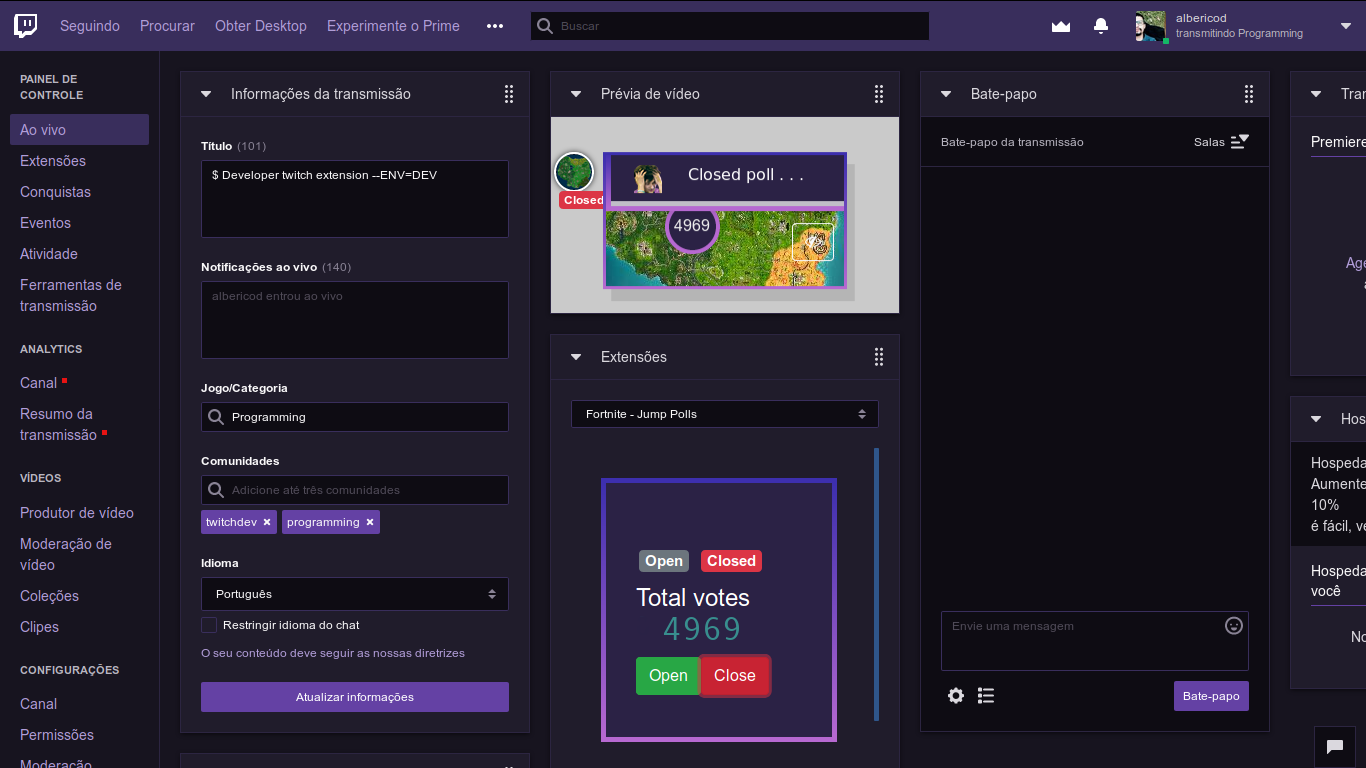 Seguindo
Procurar
Obter Desktop
Experimente o Prime
Buscar
albericod
transmitindo Programming
PAINEL DE
CONTROLE
Ao vivo
Extensões
Conquistas
Eventos
Atividade
Ferramentas de
transmissão
ANALYTICS
Canal
Resumo da
transmissão
VÍDEOS
Produtor de vídeo
Moderação de
vídeo
Coleções
Clipes
CONFIGURAÇÕES
Canal
Permissões
Moderação
Informações da transmissão
Título (101)
$ Developer twitch extension --ENV=DEV
Notificações ao vivo (140)
albericod entrou ao vivo
Jogo/Categoria
Programming
Comunidades
Adicione até três comunidades
twitchdev ×
programming ×
Idioma
Português
Restringir idioma do chat
O seu conteúdo deve seguir as nossas diretrizes
Atualizar informações
Prévia de vídeo
Closed poll . . .
Closed
4969
Extensões
Fortnite - Jump Polls
Open Closed
Total votes
4969
Open Close
Bate-papo
Bate-papo da transmissão
Salas
Envie uma mensagem
Bate-papo
Tran
Premiere
Age
Hos
Hospeda
Aumente
10%
é fácil, ve
Hospeda
você
No